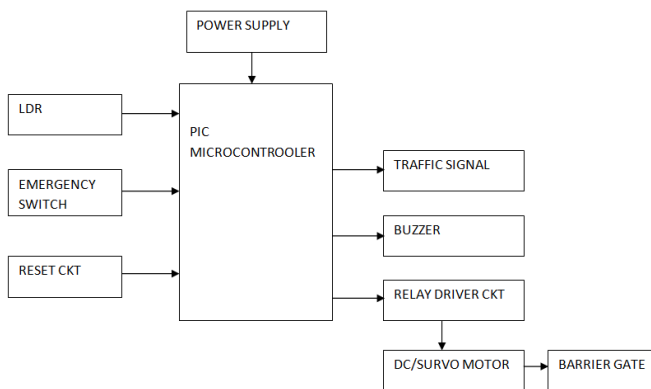 POWER SUPPLY
LDR
PIC
MICROCONTROOLER
TRAFFIC SIGNAL
EMERGENCY
SWITCH
BUZZER
RESET CKT
RELAY DRIVER CKT
DC/SURVO MOTOR
BARRIER GATE